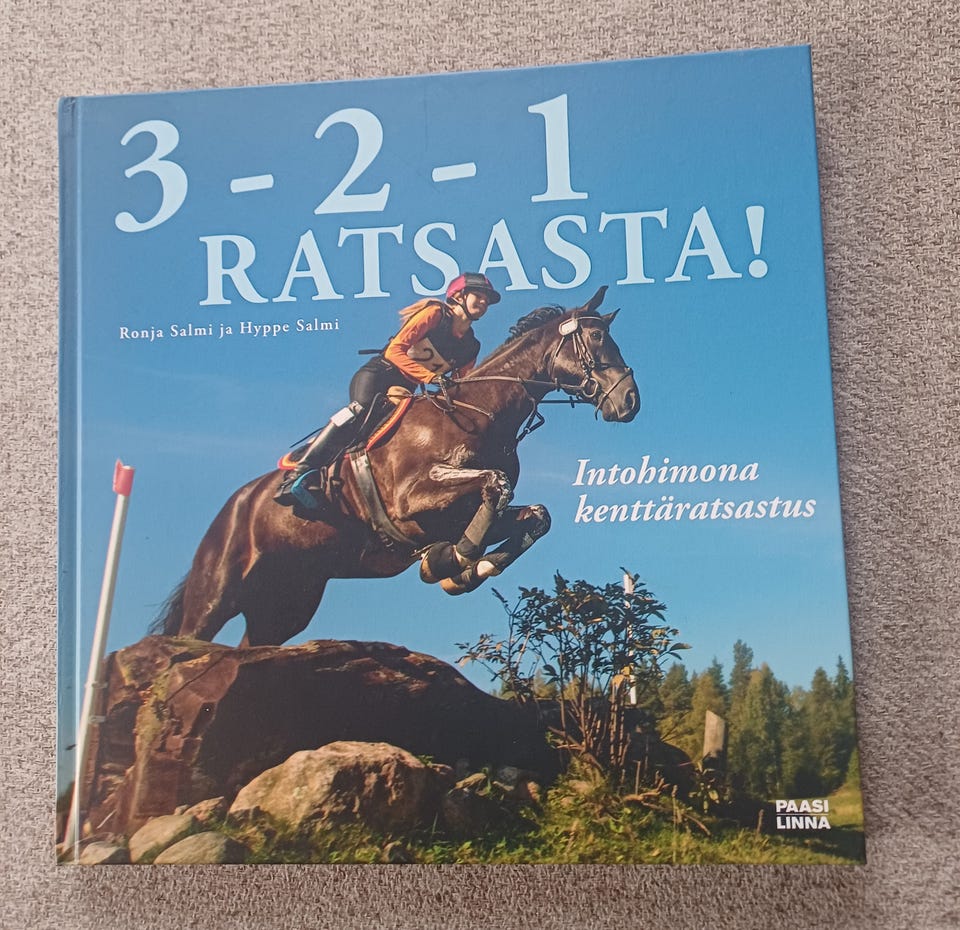 3 - 2 - 1
RATSASTA!
Ronja Salmi ja Hyppe Salmi
Intohimona
kenttäratsastus
PAASI
LINNA